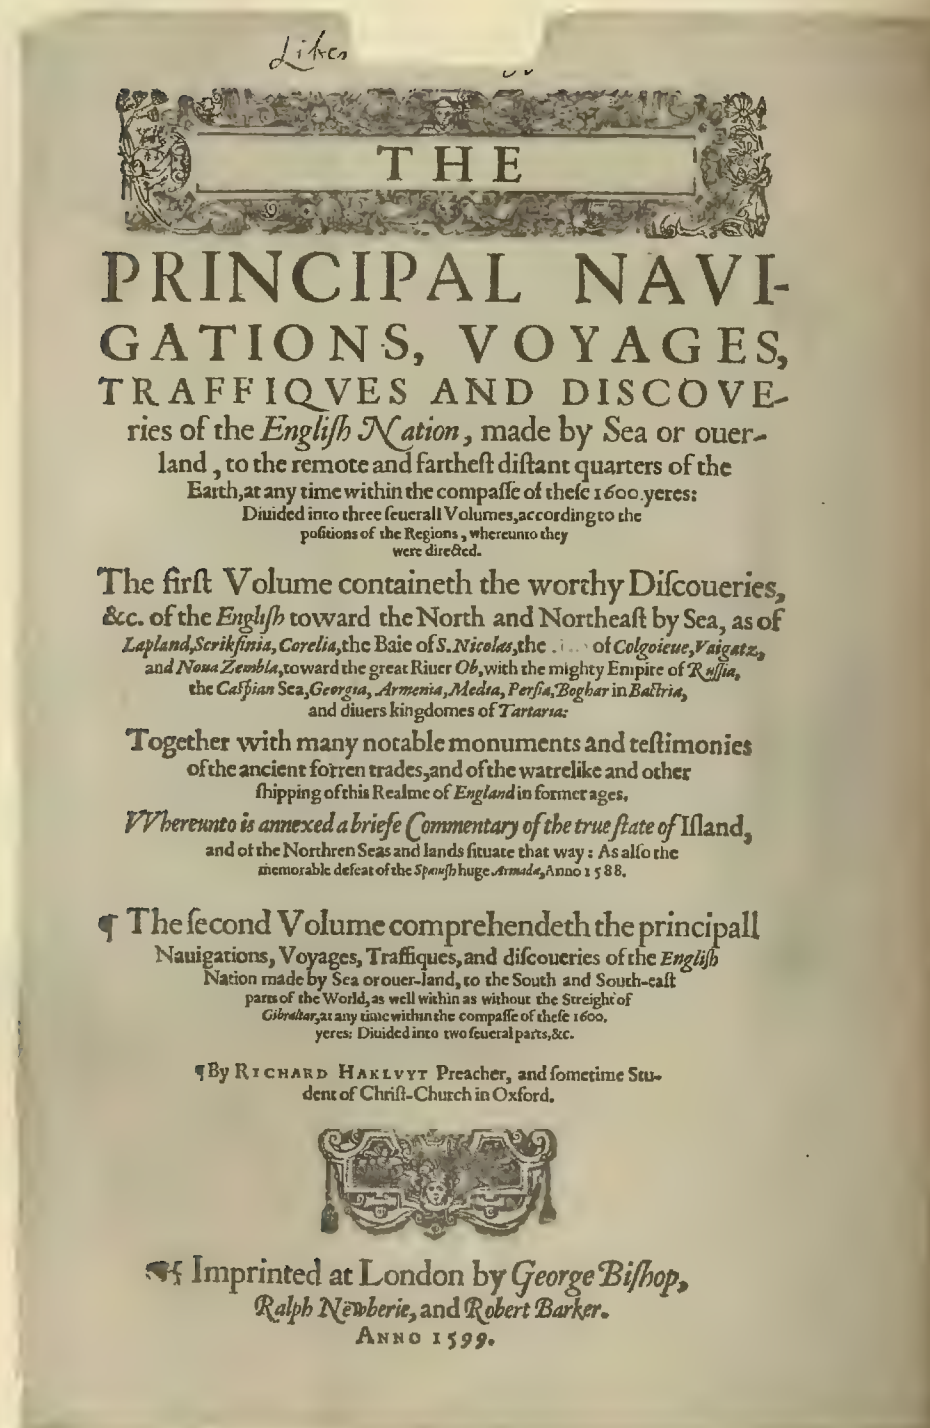 Likes
THE
PRINCIPAL NAVI-
GATIONS, VOYAGES,
TRAFFIQVES AND DISCOVE-
ries of the Engliſh Nation, made by Sea or ouer-
land, to the remote and fartheſt diſtant quarters of the
Earth, at any time within the compaſſe of theſe 1600. yeres:
Diuided into three ſeuerall Volumes, according to the
poſitions of the Regions, whereunto they
were directed.
The firſt Volume containeth the worthy Diſcoueries,
&c. of the Engliſh toward the North and Northeaſt by Sea, as of
Lapland, Scrikfinia, Corelia, the Baie of S. Nicolas, the of Colgoieue, Vaigatz,
and Noua Zembla, toward the great Riuer Ob, with the mighty Empire of Ruſſia,
the Caſpian Sea, Georgia, Armenia, Media, Perſia, Boghar in Bactria,
and diuers kingdomes of Tartaria:
Together with many notable monuments and teſtimonies
of the ancient forren trades, and of the warrelike and other
ſhipping of this Realme of England in former ages.
VVhereunto is annexed a briefe Commentary of the true ſtate of Iſland,
and of the Northren Seas and lands ſituate that way: As alſo the
memorable defeat of the Spaniſh huge Armada, Anno 1588.
¶ The ſecond Volume comprehendeth the principall
Nauigations, Voyages, Traffiques, and diſcoueries of the Engliſh
Nation made by Sea or ouer-land, to the South and South-eaſt
parts of the World, as well within as without the Streight of
Gibraltar, at any time within the compaſſe of theſe 1600.
yeres: Diuided into two ſeueral parts, &c.
¶ By RICHARD HAKLVYT Preacher, and ſometime Stu-
dent of Chriſt-Church in Oxford.
Imprinted at London by George Biſhop,
Ralph Newberie, and Robert Barker.
ANNO 1599.